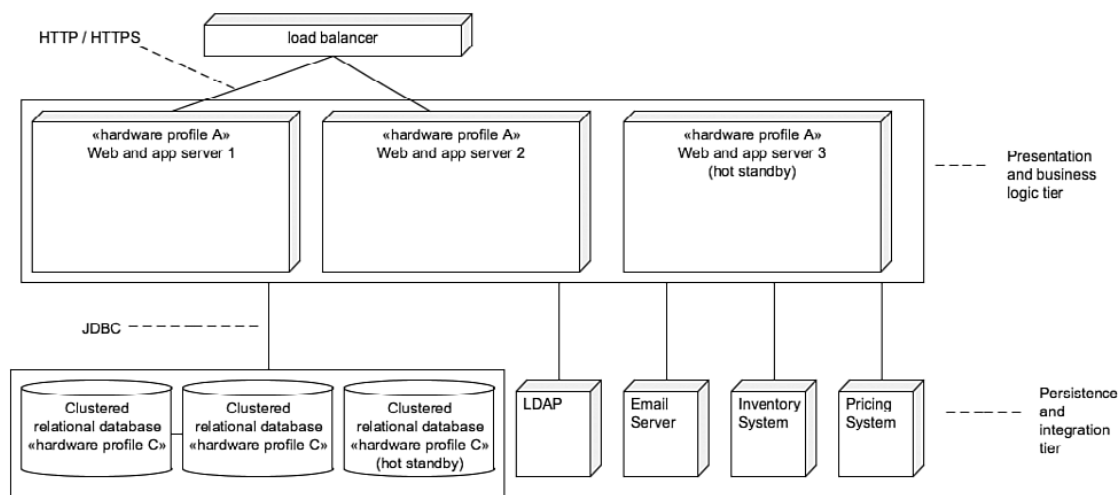 HTTP / HTTPS
load balancer
«hardware profile A»
Web and app server 1
«hardware profile A»
Web and app server 2
«hardware profile A»
Web and app server 3
(hot standby)
Presentation
and business
logic tier
JDBC
Clustered
relational database
«hardware profile C»
Clustered
relational database
«hardware profile C»
Clustered
relational database
«hardware profile C»
(hot standby)
LDAP
Email
Server
Inventory
System
Pricing
System
Persistence
and
integration
tier